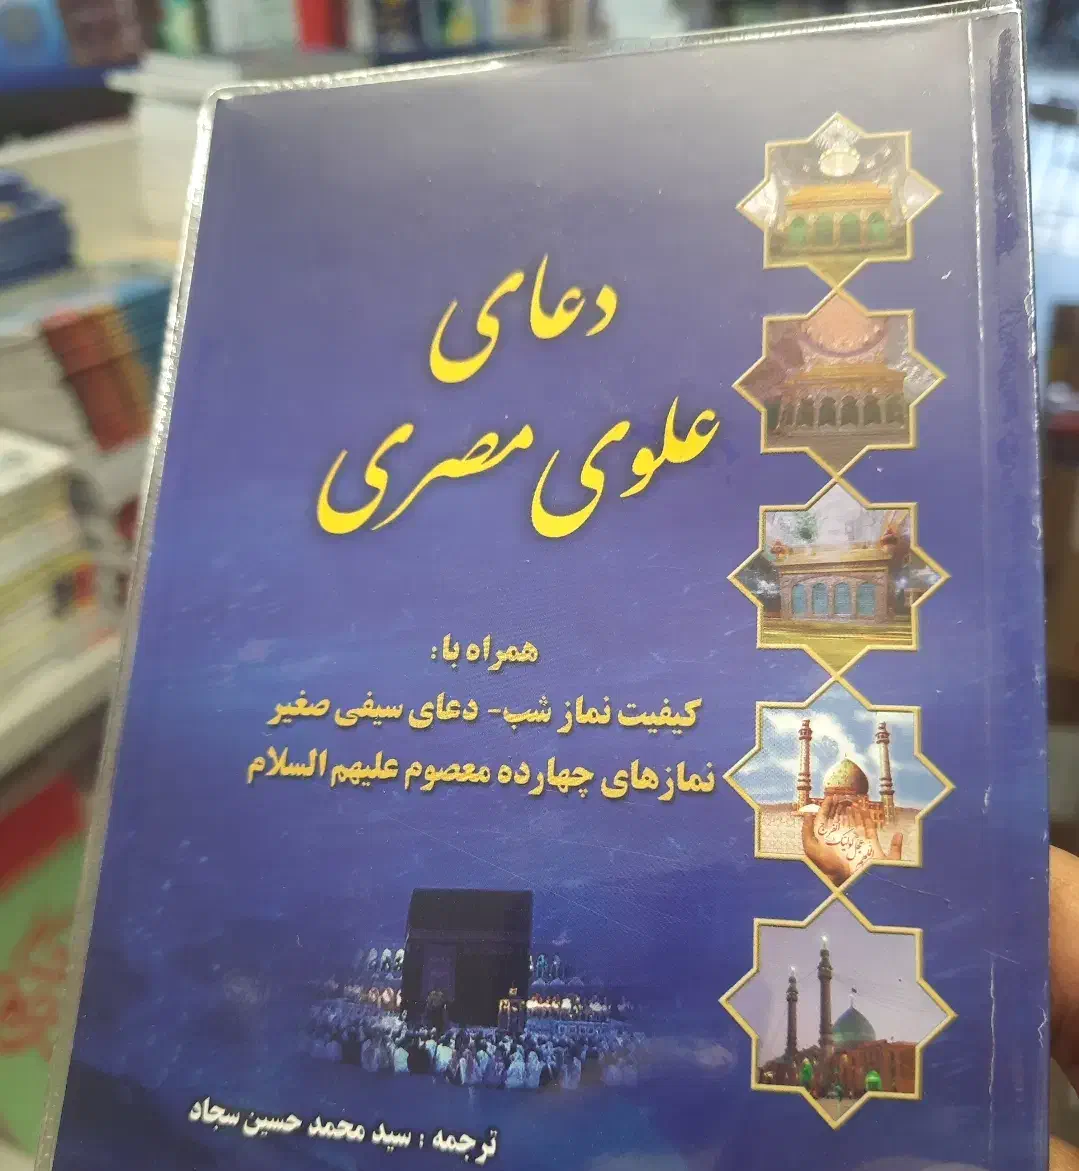 دعای
علوی مصری
همراه با:
کیفیت نماز شب- دعای سیفی صغیر
نمازهای چهارده معصوم علیهم السلام
ترجمه : سید محمد حسین سجاد